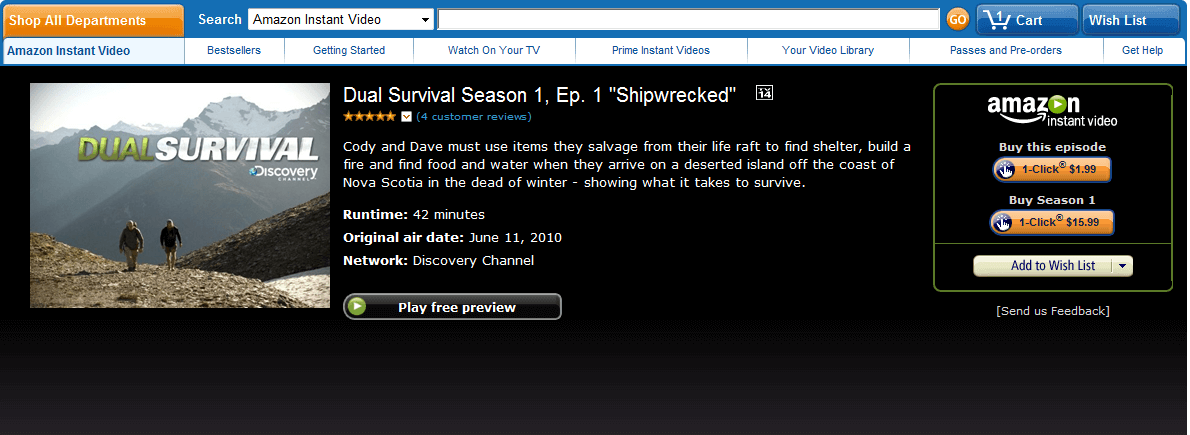 Shop All Departments
Search
Amazon Instant Video
GO
1
Cart
Wish List
Amazon Instant Video
Bestsellers
Getting Started
Watch On Your TV
Prime Instant Videos
Your Video Library
Passes and Pre-orders
Get Help
DUAL SURVIVAL
Discovery
CHANNEL
Dual Survival Season 1, Ep. 1 "Shipwrecked"
TV 14
(4 customer reviews)
Cody and Dave must use items they salvage from their life raft to find shelter, build a
fire and find food and water when they arrive on a deserted island off the coast of
Nova Scotia in the dead of winter - showing what it takes to survive.
Runtime: 42 minutes
Original air date: June 11, 2010
Network: Discovery Channel
Play free preview
amazon
instant video
Buy this episode
1-Click® $1.99
Buy Season 1
1-Click® $15.99
Add to Wish List
[Send us Feedback]